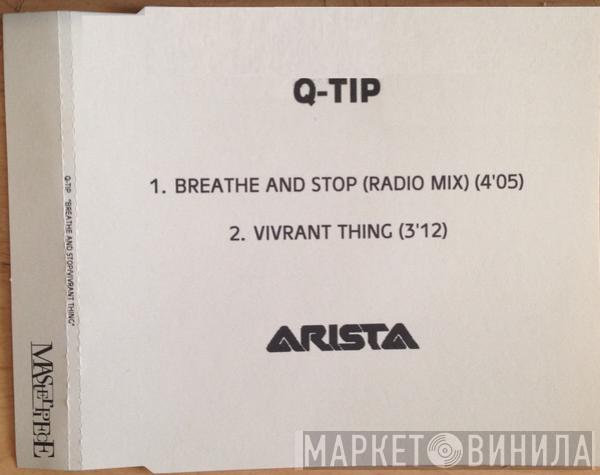 Q-TIP
1. BREATHE AND STOP (RADIO MIX) (4'05)
2. VIVRANT THING (3'12)
ARISTA
Q-TIP "BREATHE AND STOP/VIVRANT THING"
MASTERPIECE
МАРКЕТ ВИНИЛА